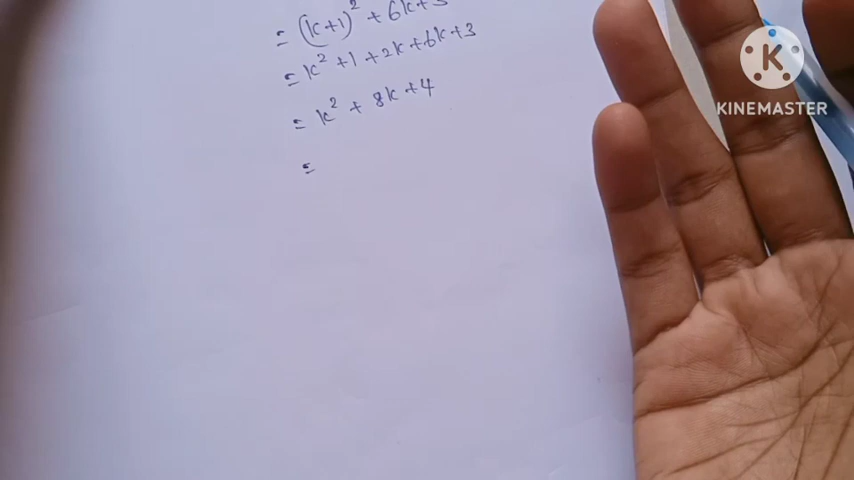 = (k+1)² + 6k+3
= k² +1 +2k+6k+3
= k² + 8k+4
=
K
KINEMASTER